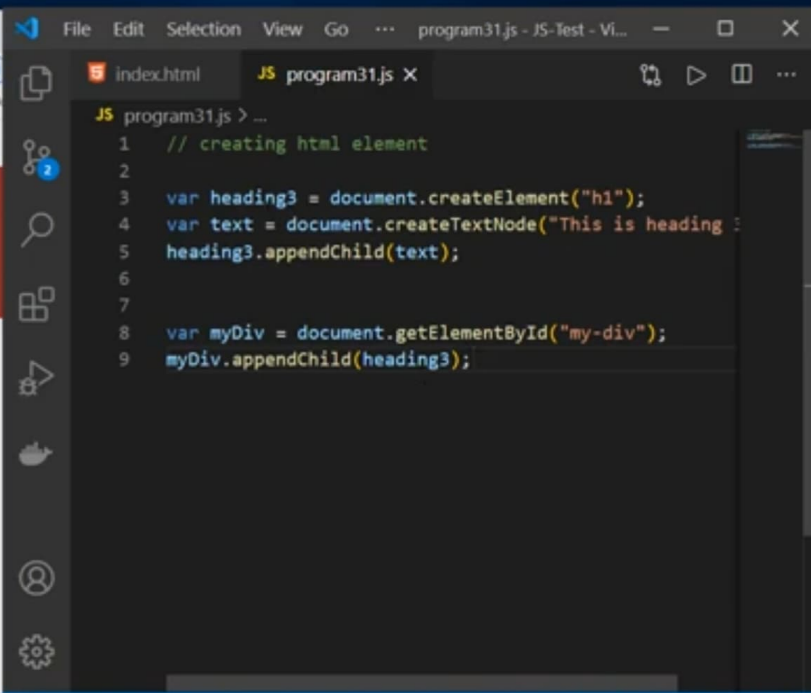 File Edit Selection View Go ··· program31.js - JS-Test - Vi...
index.html JS program31.js
JS program31.js > ...
1 // creating html element
2
3 var heading3 = document.createElement("h1");
4 var text = document.createTextNode("This is heading
5 heading3.appendChild(text);
6
7
8 var myDiv = document.getElementById("my-div");
9 myDiv.appendChild(heading3);
2